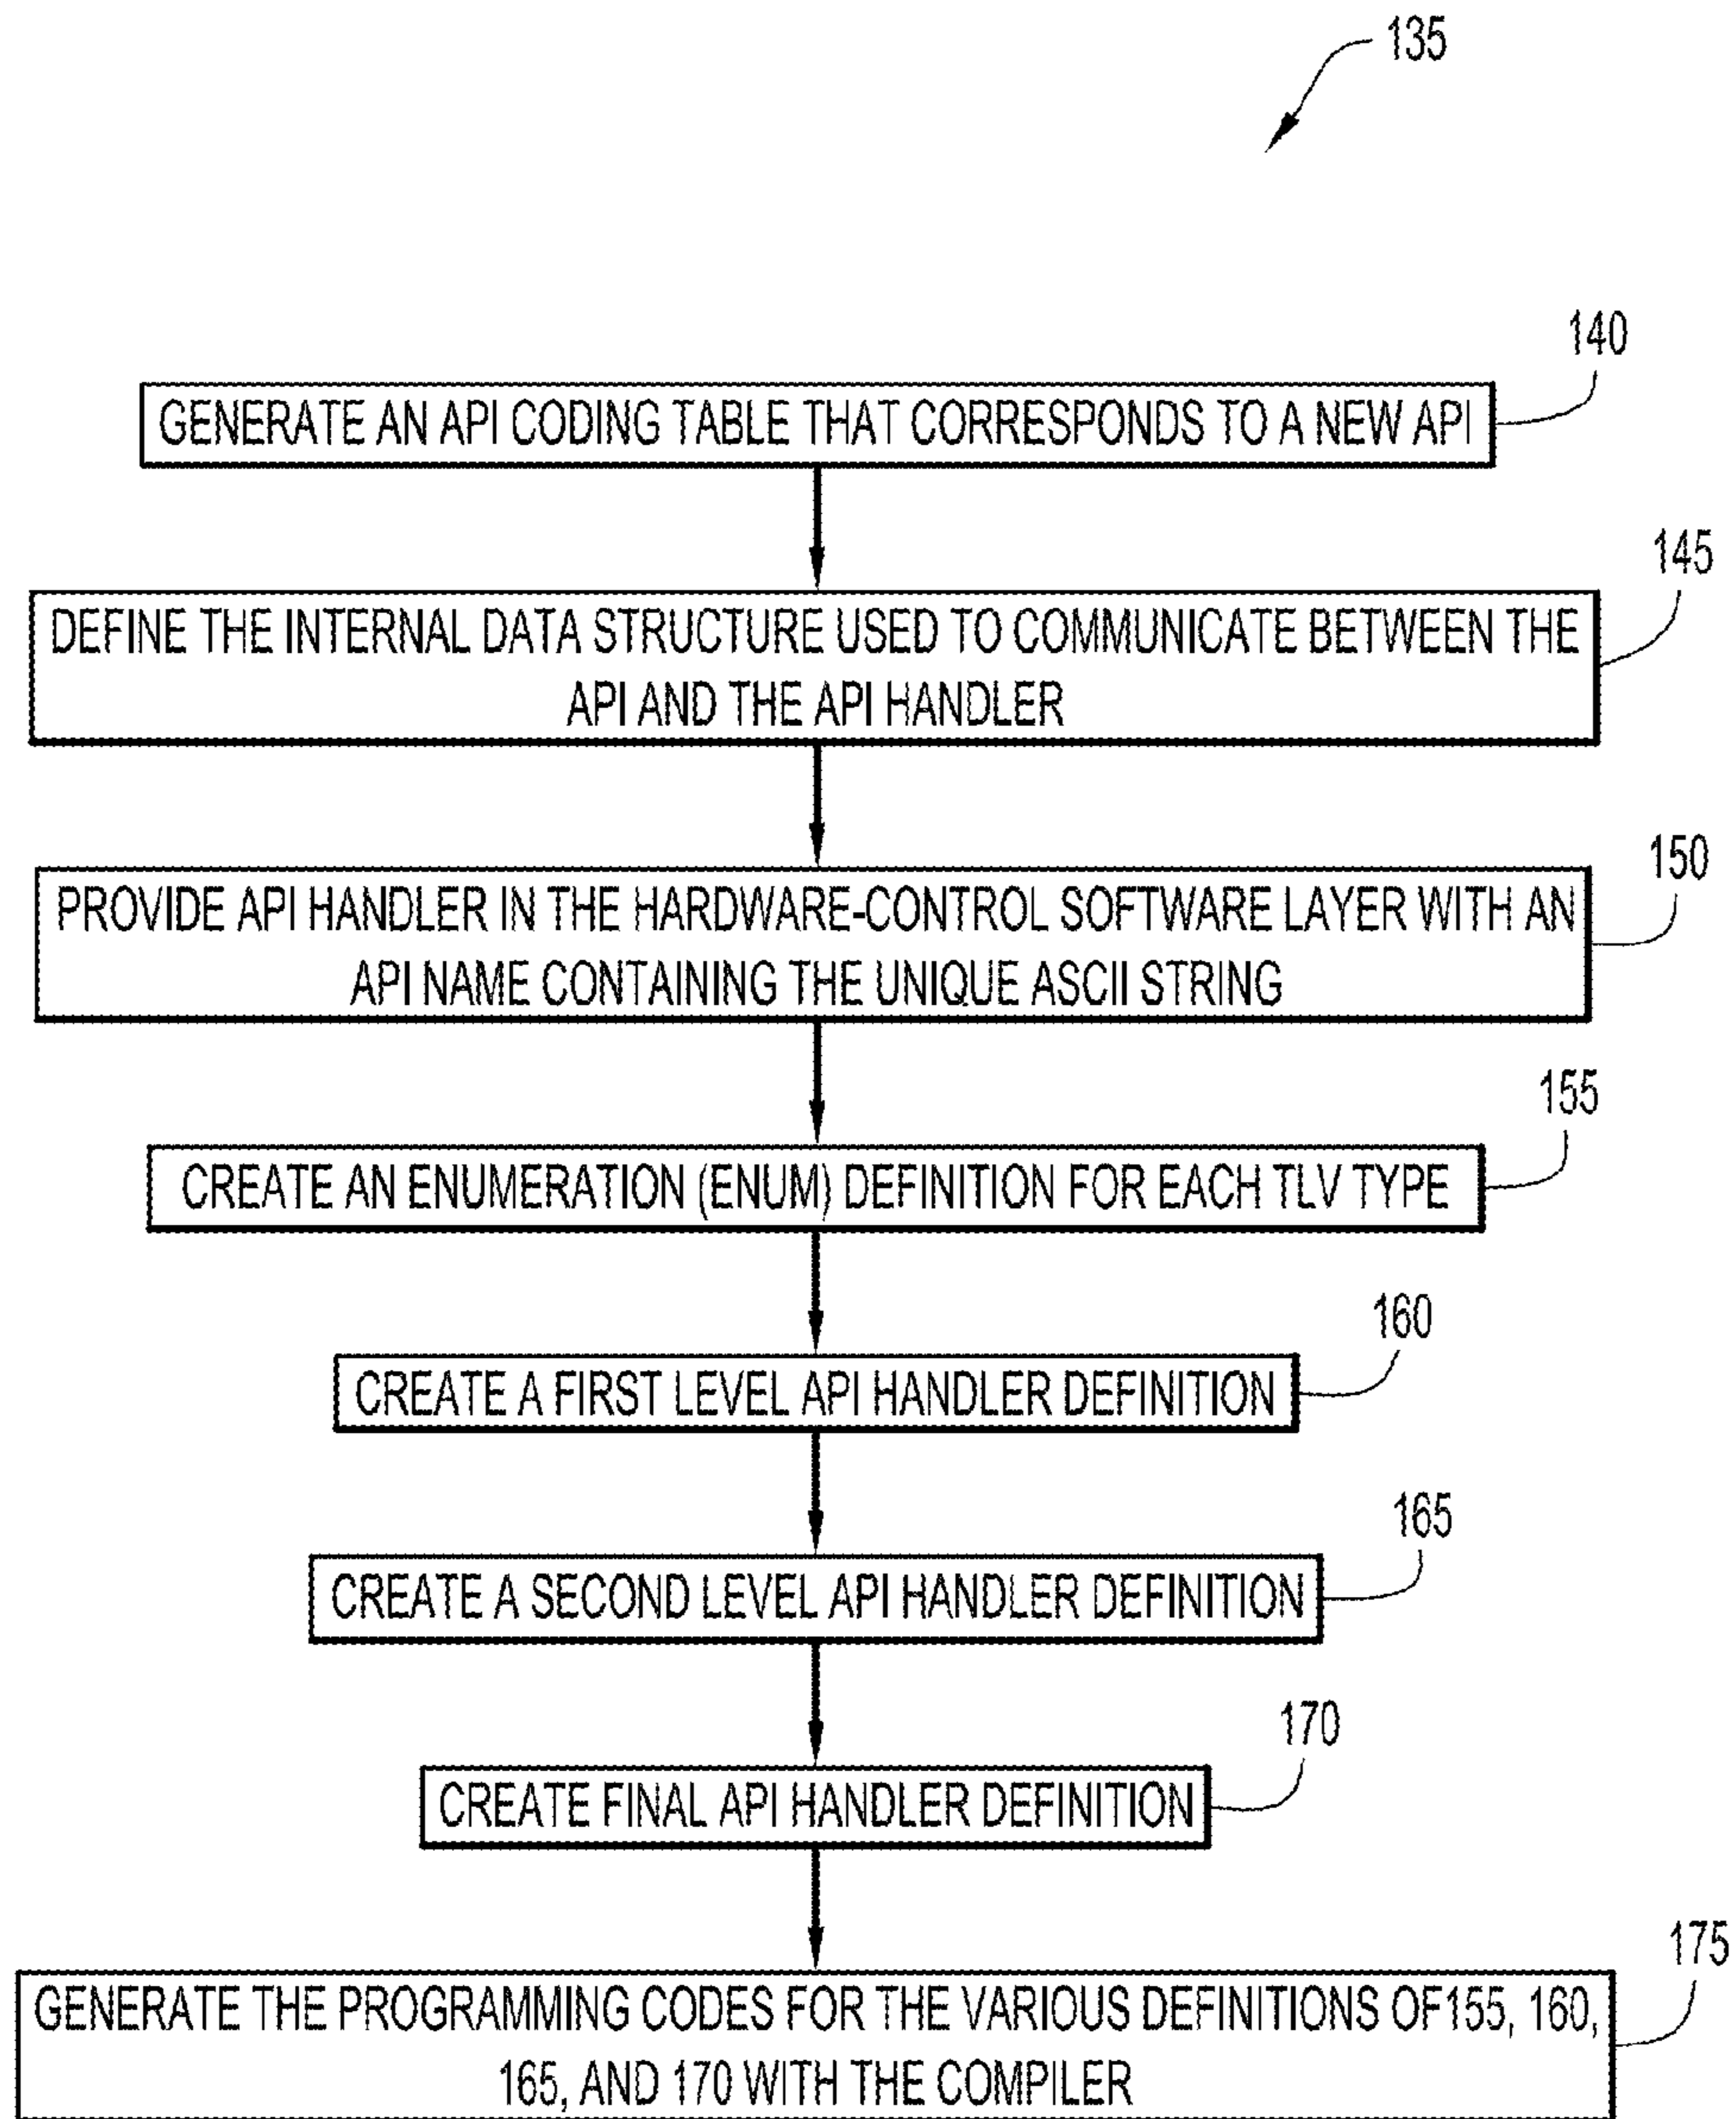 135
140
GENERATE AN API CODING TABLE THAT CORRESPONDS TO A NEW API
145
DEFINE THE INTERNAL DATA STRUCTURE USED TO COMMUNICATE BETWEEN THE
API AND THE API HANDLER
150
PROVIDE API HANDLER IN THE HARDWARE-CONTROL SOFTWARE LAYER WITH AN
API NAME CONTAINING THE UNIQUE ASCII STRING
155
CREATE AN ENUMERATION (ENUM) DEFINITION FOR EACH TLV TYPE
160
CREATE A FIRST LEVEL API HANDLER DEFINITION
165
CREATE A SECOND LEVEL API HANDLER DEFINITION
170
CREATE FINAL API HANDLER DEFINITION
175
GENERATE THE PROGRAMMING CODES FOR THE VARIOUS DEFINITIONS OF155, 160,
165, AND 170 WITH THE COMPILER